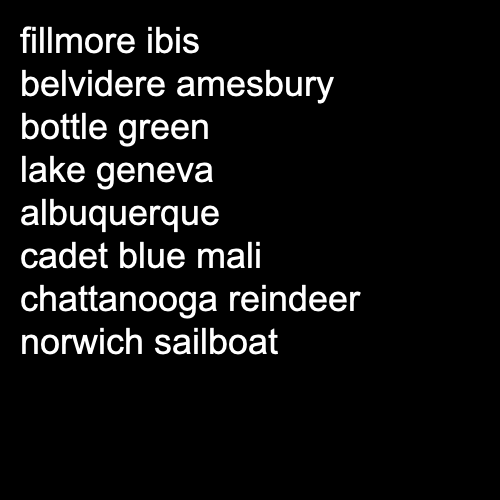 fillmore ibis
belvidere amesbury
bottle green
lake geneva
albuquerque
cadet blue mali
chattanooga reindeer
norwich sailboat